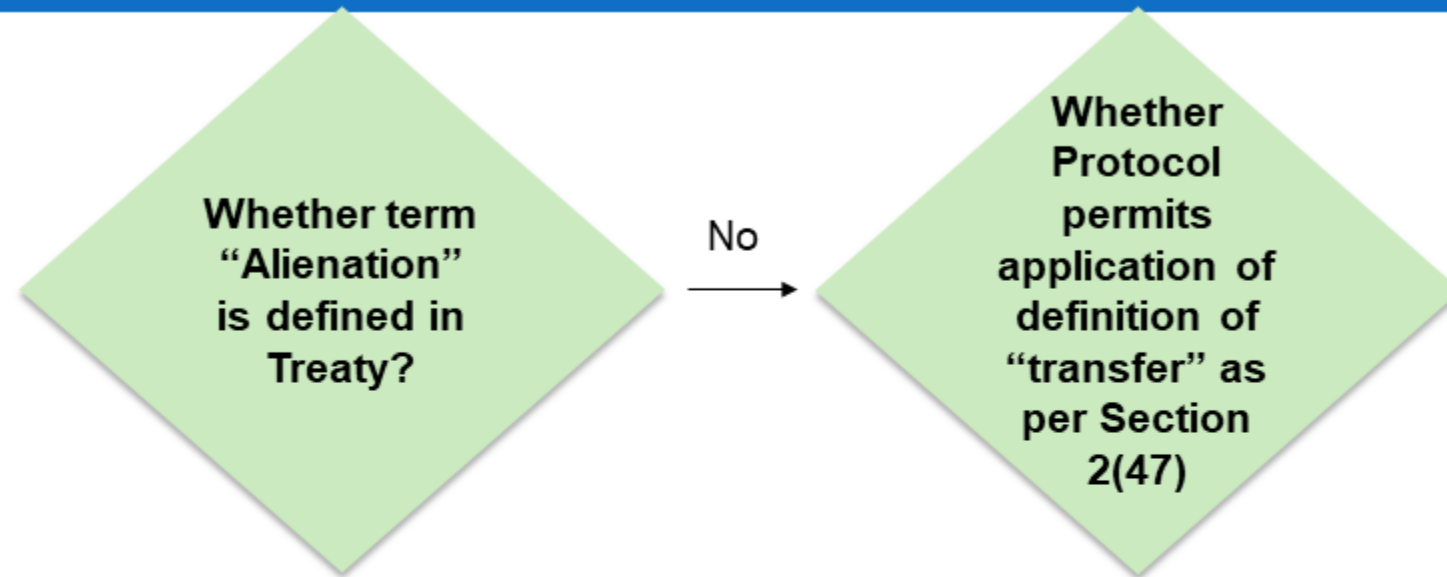 Whether term
“Alienation”
is defined in
Treaty?
No
Whether
Protocol
permits
application of
definition of
“transfer” as
per Section
2(47)